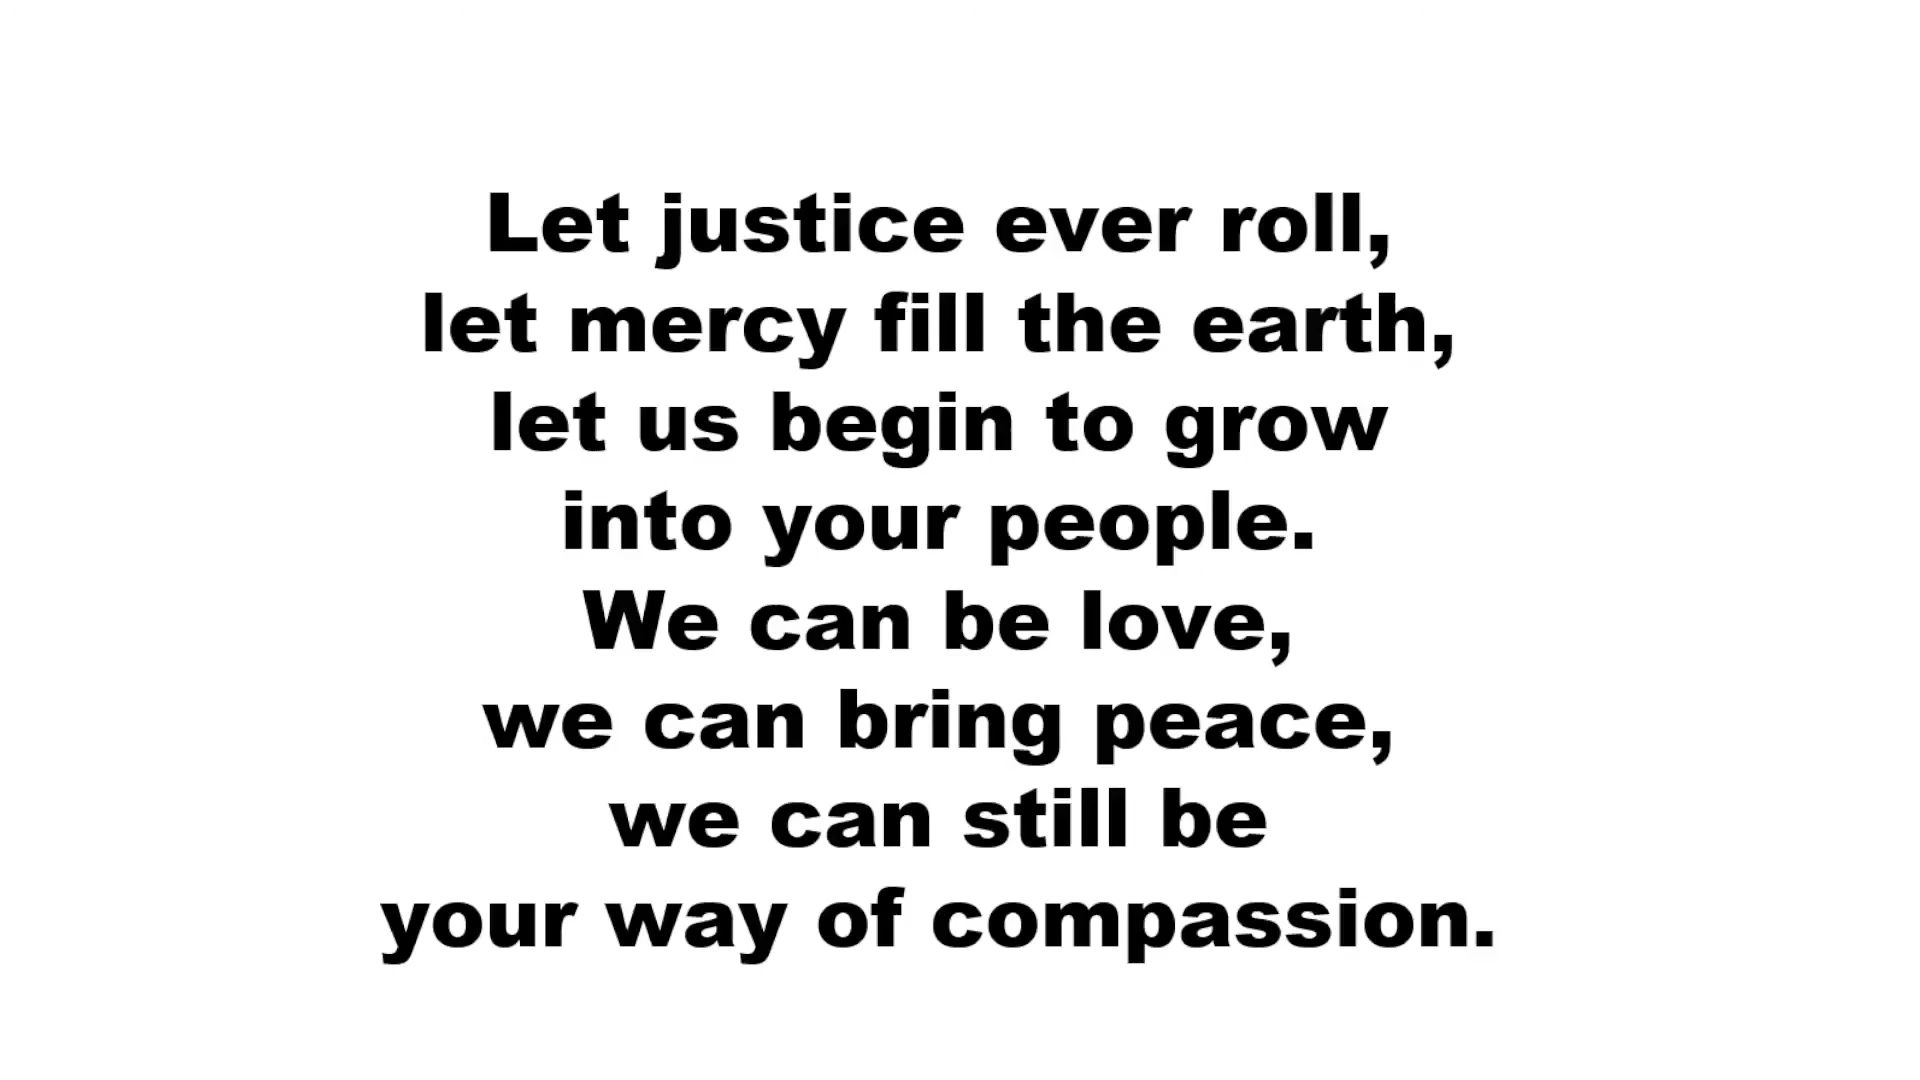 Let justice ever roll,
let mercy fill the earth,
let us begin to grow
into your people.
We can be love,
we can bring peace,
we can still be
your way of compassion.